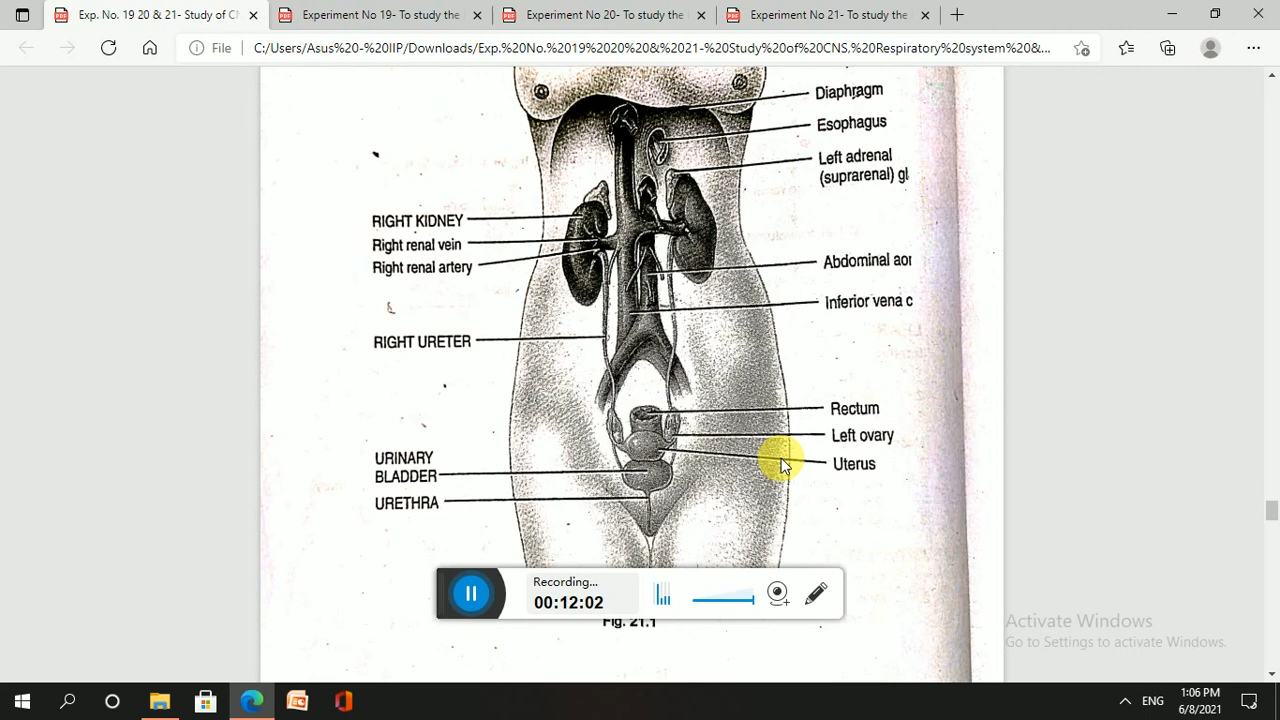 Exp. No. 19 20 & 21- Study of C
Experiment No 19- To study the
Experiment No 20- To study the
Experiment No 21- To study the
File
C:/Users/Asus%20-%20IIP/Downloads/Exp.%20No.%2019%2020%20&%2021-%20Study%20of%20CNS.%20Respiratory%20system%20&...
Diaphragm
Esophagus
Left adrenal
(suprarenal) gl
RIGHT KIDNEY
Right renal vein
Right renal artery
Abdominal aor
Inferior vena c
RIGHT URETER
Rectum
Left ovary
Uterus
URINARY
BLADDER
URETHRA
Recording...
00:12:02
Fig. 21.1
Activate Windows
Go to Settings to activate Windows.
ENG
1:06 PM
6/8/2021